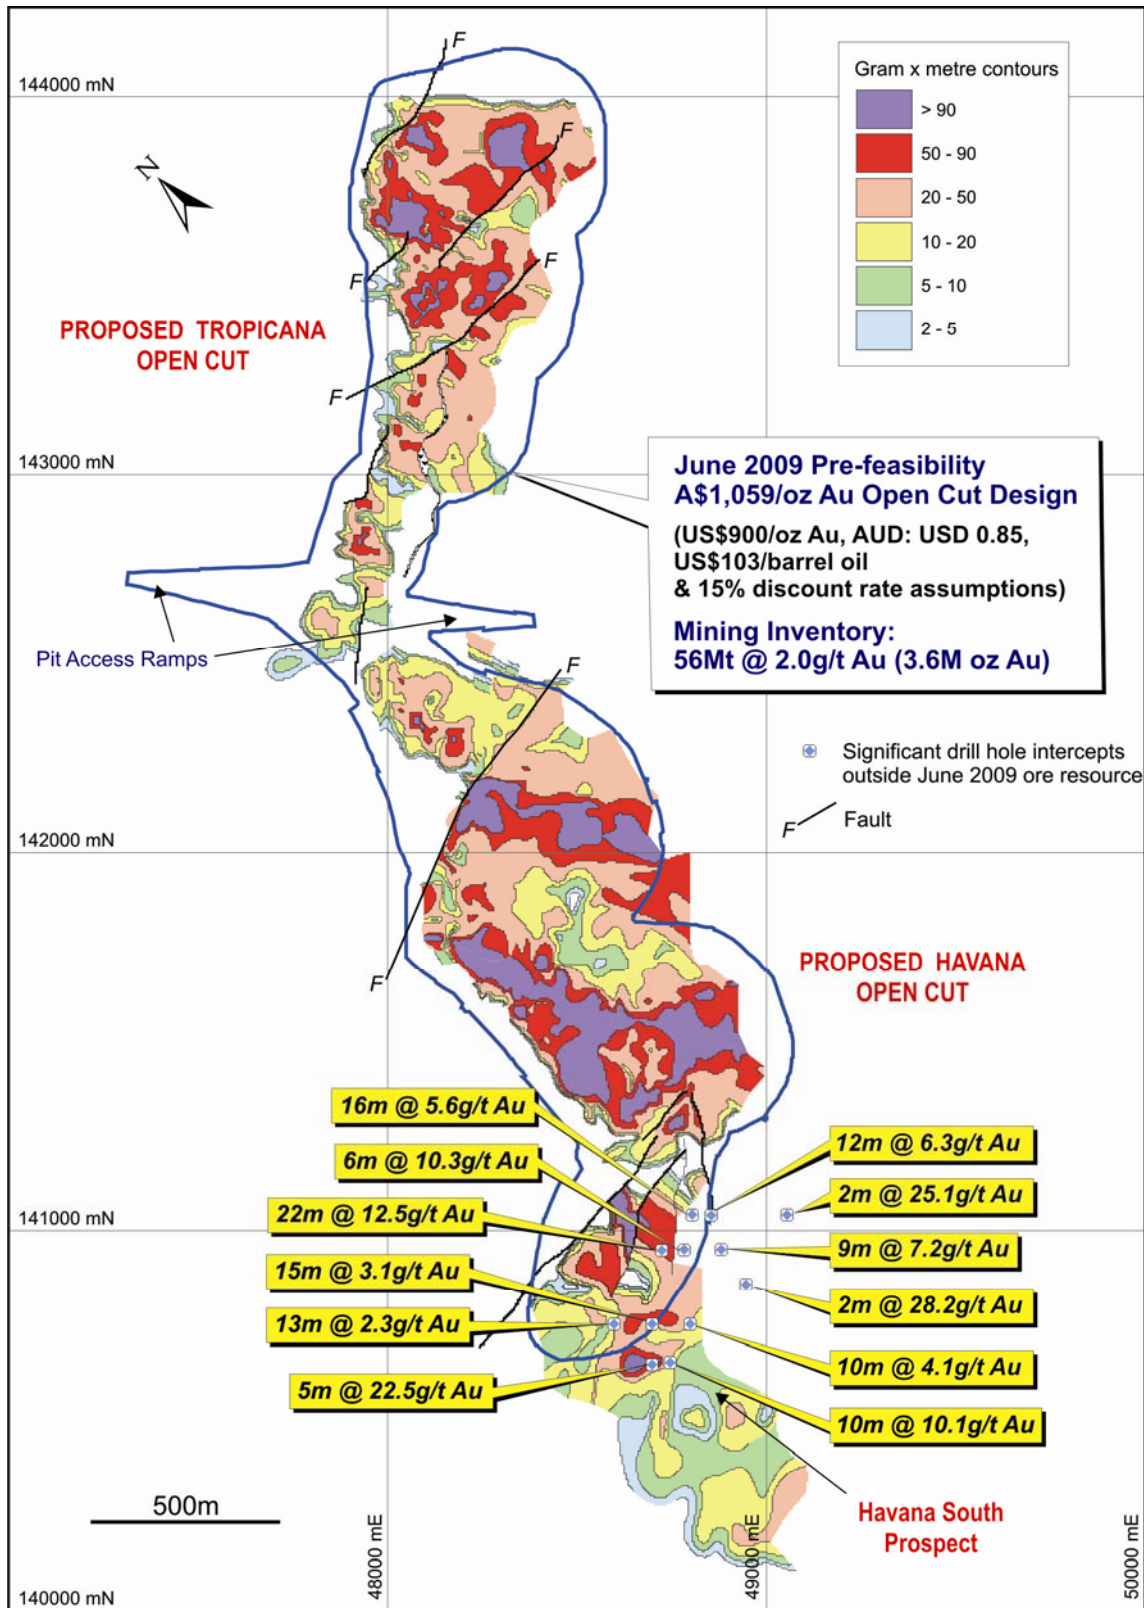 F
144000 mN
Gram x metre contours
> 90
50 - 90
20 - 50
10 - 20
5 - 10
2 - 5
N
F
F
F
PROPOSED TROPICANA
OPEN CUT
F
143000 mN
June 2009 Pre-feasibility
A$1,059/oz Au Open Cut Design
(US$900/oz Au, AUD: USD 0.85,
US$103/barrel oil
& 15% discount rate assumptions)
Mining Inventory:
56Mt @ 2.0g/t Au (3.6M oz Au)
Pit Access Ramps
F
Significant drill hole intercepts
outside June 2009 ore resource
F
Fault
142000 mN
PROPOSED HAVANA
OPEN CUT
F
16m @ 5.6g/t Au
12m @ 6.3g/t Au
6m @ 10.3g/t Au
2m @ 25.1g/t Au
141000 mN
22m @ 12.5g/t Au
9m @ 7.2g/t Au
15m @ 3.1g/t Au
2m @ 28.2g/t Au
13m @ 2.3g/t Au
10m @ 4.1g/t Au
5m @ 22.5g/t Au
10m @ 10.1g/t Au
500m
Havana South
Prospect
48000 mE
49000 mE
50000 mE
140000 mN